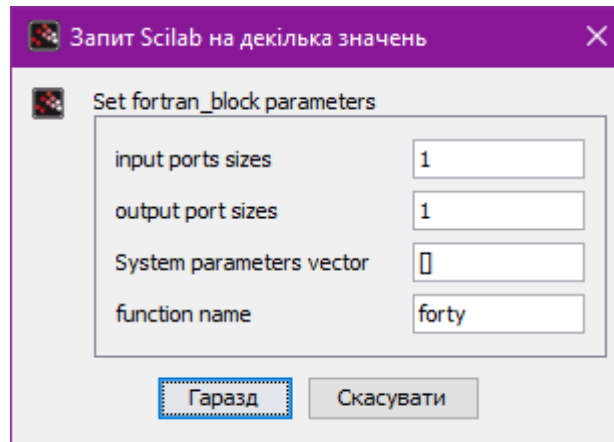 Запит Scilab на декілька значень
Set fortran_block parameters
input ports sizes 1
output port sizes 1
System parameters vector []
function name forty
Гаразд Скасувати